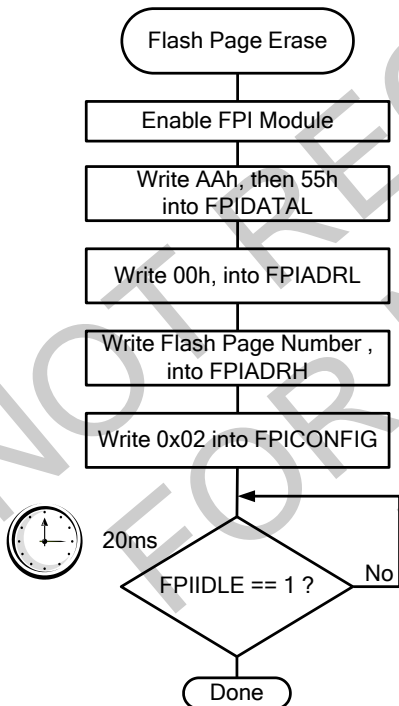 Flash Page Erase
Enable FPI Module
Write AAh, then 55h
into FPIDATAL
Write 00h, into FPIADRL
Write Flash Page Number ,
into FPIADRH
Write 0x02 into FPICONFIG
20ms
FPIIDLE == 1 ?
No
Done